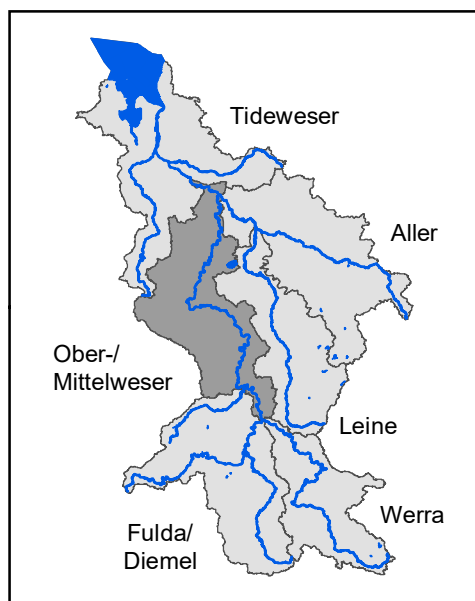 Tideweser
Aller
Ober-/
Mittelweser
Leine
Werra
Fulda/
Diemel